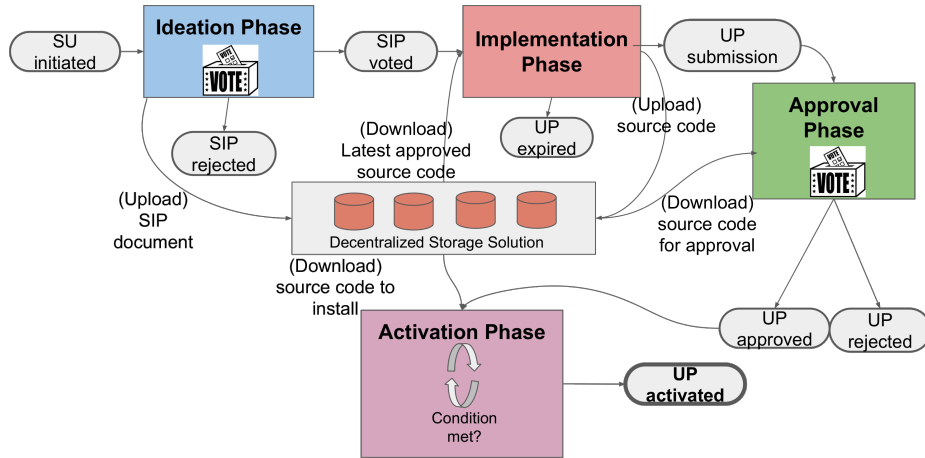 Ideation Phase
VOTE
VOTE
SU
initiated
SIP
voted
Implementation
Phase
UP
submission
Approval
Phase
VOTE
VOTE
SIP
rejected
UP
expired
(Upload)
source code
(Download)
Latest approved
source code
(Upload)
SIP
document
Decentralized Storage Solution
(Download)
source code
for approval
(Download)
source code to
install
Activation Phase
Condition
met?
UP
approved
UP
rejected
UP
activated